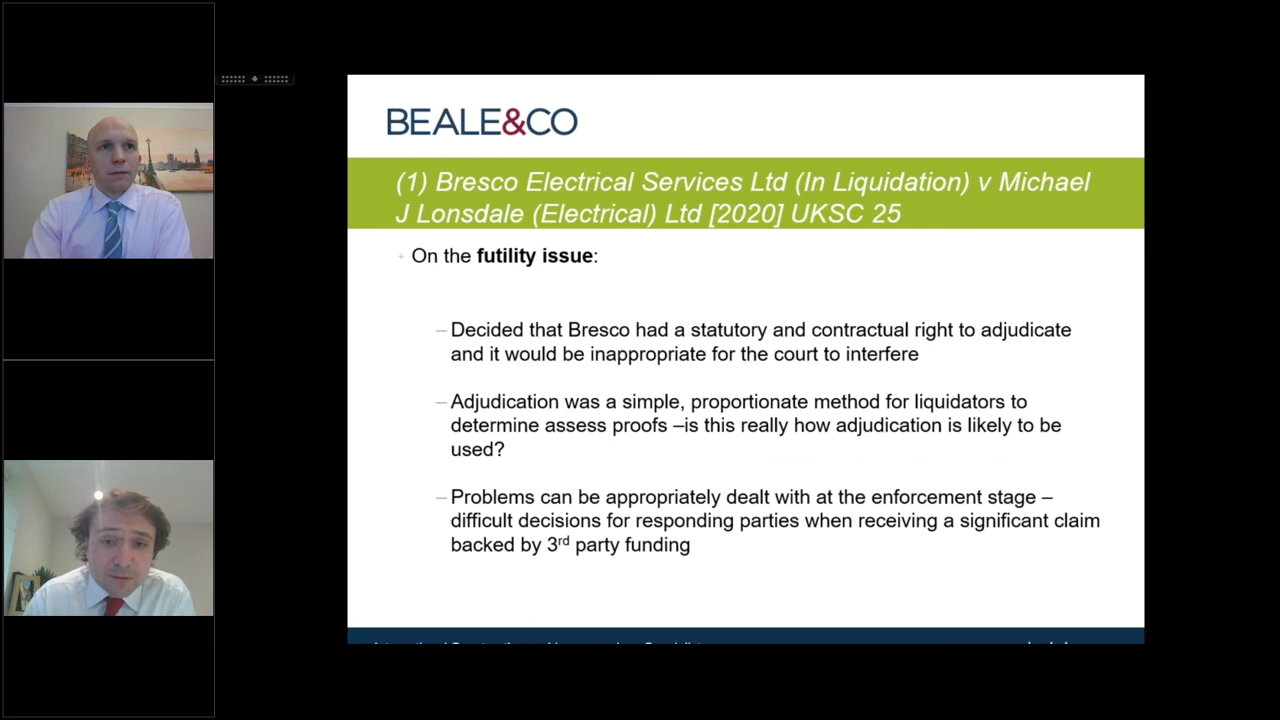 BEALE&CO
(1) Bresco Electrical Services Ltd (In Liquidation) v Michael
J Lonsdale (Electrical) Ltd [2020] UKSC 25
+ On the futility issue:
– Decided that Bresco had a statutory and contractual right to adjudicate
and it would be inappropriate for the court to interfere
– Adjudication was a simple, proportionate method for liquidators to
determine assess proofs –is this really how adjudication is likely to be
used?
– Problems can be appropriately dealt with at the enforcement stage –
difficult decisions for responding parties when receiving a significant claim
backed by 3rd party funding